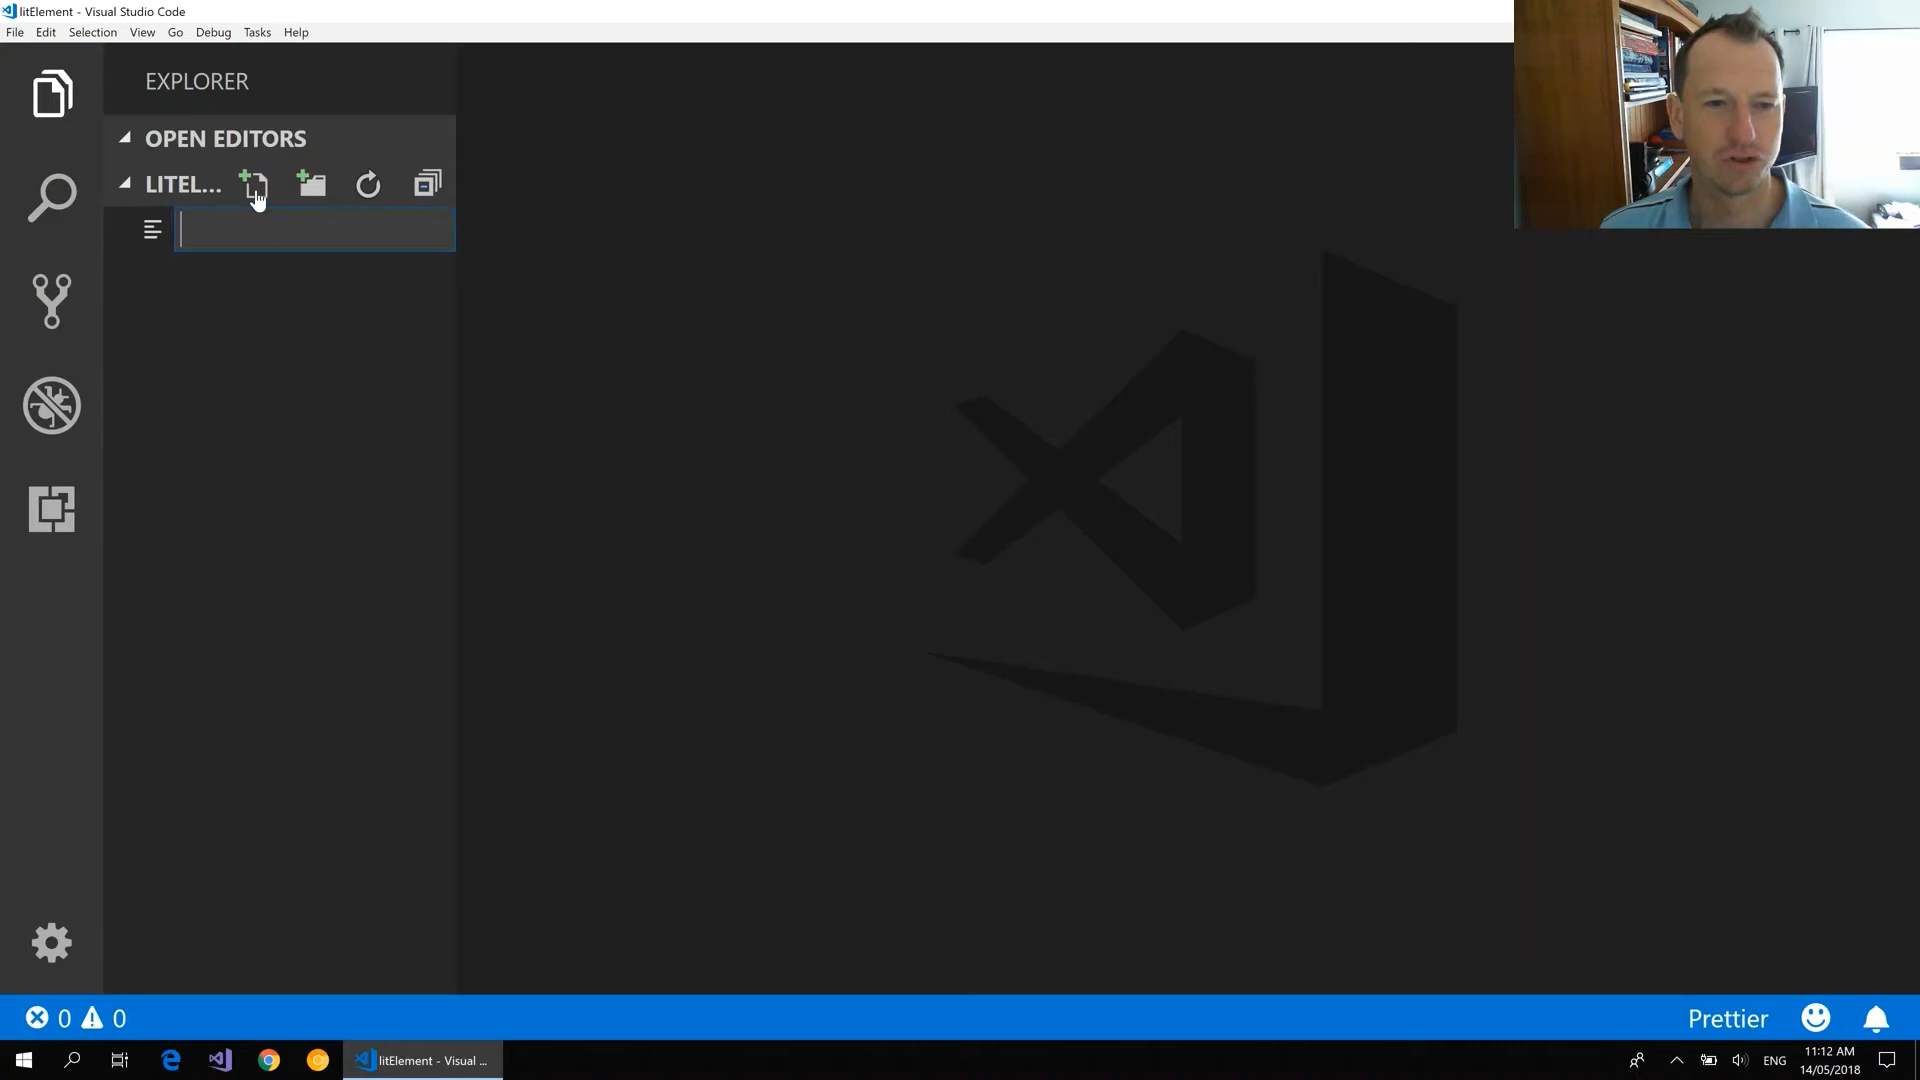 litElement - Visual Studio Code
File Edit Selection View Go Debug Tasks Help
EXPLORER
OPEN EDITORS
LITEL...
0 0
Prettier
litElement - Visual ...
ENG
11:12 AM
14/05/2018